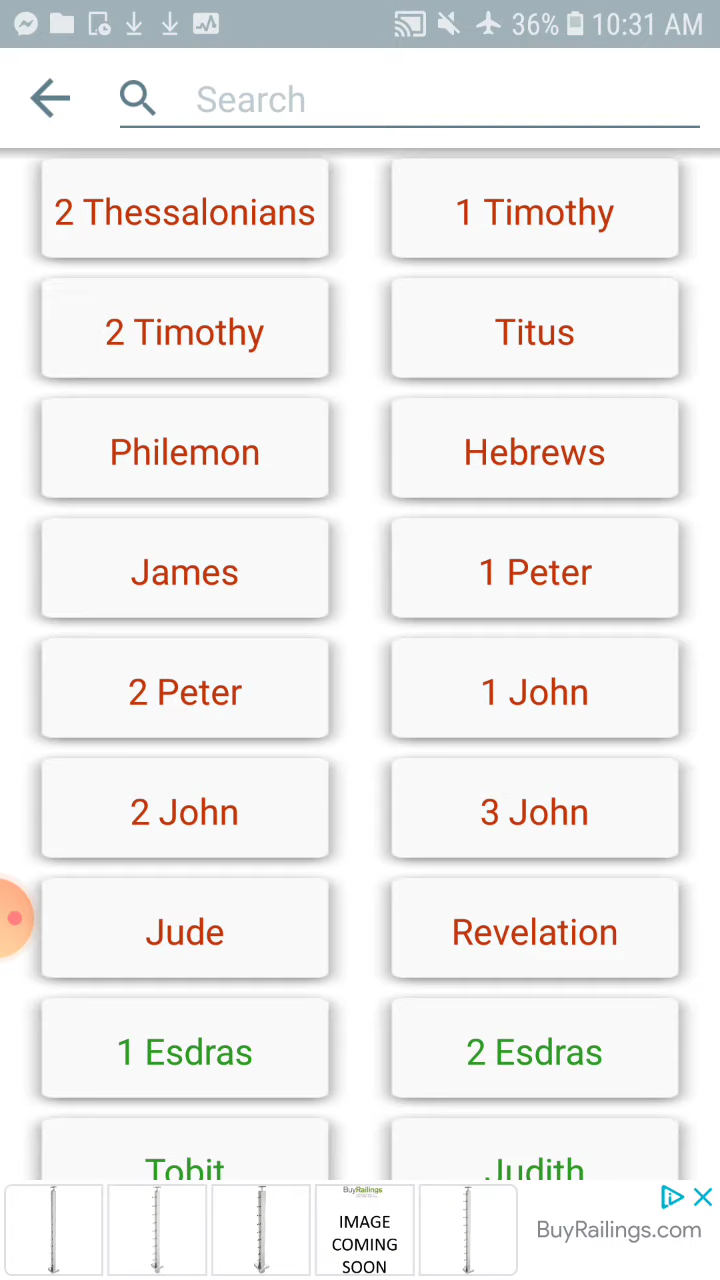 36% 10:31 AM
Search
2 Thessalonians
1 Timothy
2 Timothy
Titus
Philemon
Hebrews
James
1 Peter
2 Peter
1 John
2 John
3 John
Jude
Revelation
1 Esdras
2 Esdras
Tobit
Judith
BuyRailings
IMAGE
COMING
SOON
BuyRailings.com